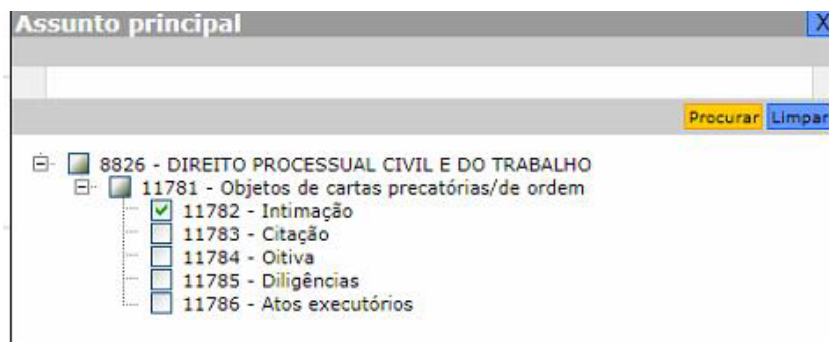 Assunto principal
X
Procurar Limpar
8826 - DIREITO PROCESSUAL CIVIL E DO TRABALHO
11781 - Objetos de cartas precatórias/de ordem
11782 - Intimação
11783 - Citação
11784 - Oitiva
11785 - Diligências
11786 - Atos executórios